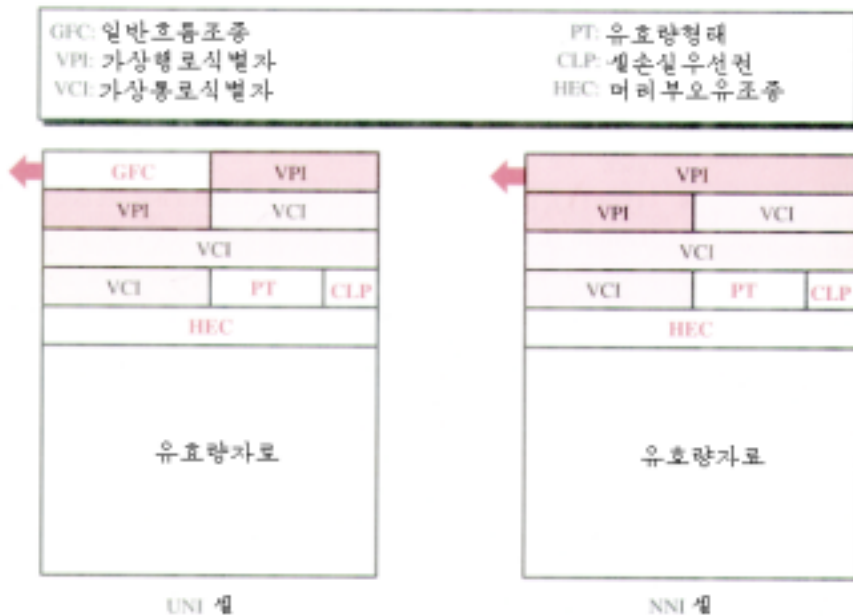 GFC: 일반흐름조종
VPI: 가상행로식별자
VCI: 가상통로식별자
PT: 유효량형태
CLP: 셀손실우선권
HEC: 머리부오유조종
GFC VPI
VPI VCI
VCI
VCI PT CLP
HEC
유효량자료
UNI 셀
VPI
VPI VCI
VCI
VCI PT CLP
HEC
유효량자료
NNI 셀